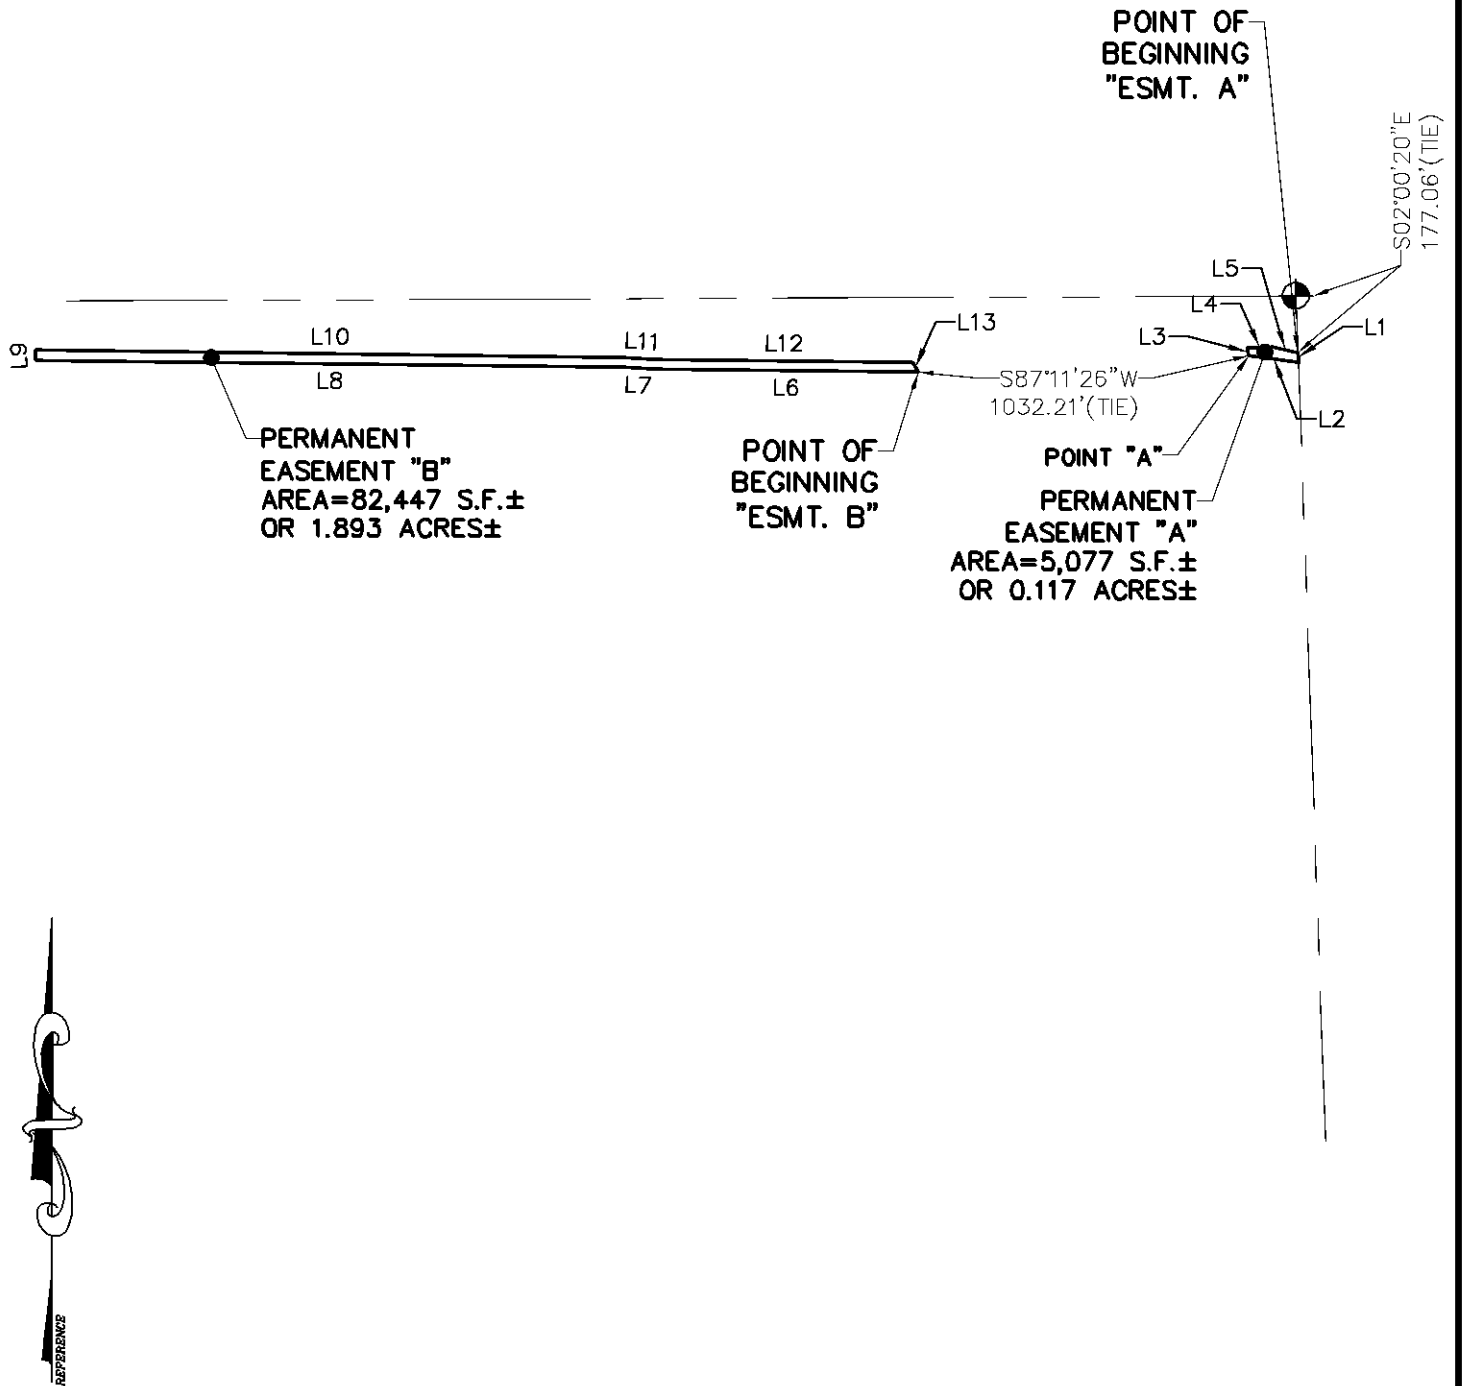 POINT OF
BEGINNING
"ESMT. A"
S02°00'20"E
177.06'(TIE)
L5
L4
L3
L1
L2
L13
L10
L11
L12
L9
L8
L7
L6
S87°11'26"W
1032.21'(TIE)
PERMANENT
EASEMENT "B"
AREA=82,447 S.F.±
OR 1.893 ACRES±
POINT OF
BEGINNING
"ESMT. B"
POINT "A"
PERMANENT
EASEMENT "A"
AREA=5,077 S.F.±
OR 0.117 ACRES±
REFERENCE